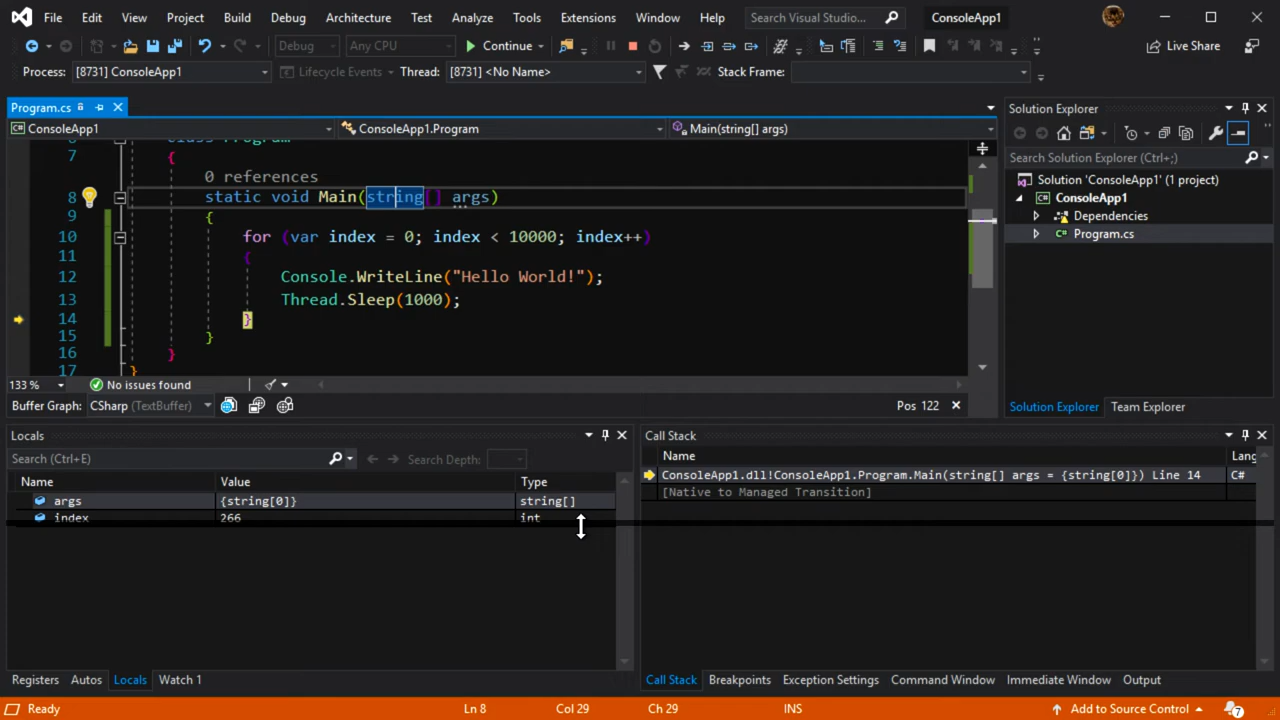 File Edit View Project Build Debug Architecture Test Analyze Tools Extensions Window Help Search Visual Studio... ConsoleApp1
Debug Any CPU Continue Live Share
Process: [8731] ConsoleApp1 Lifecycle Events Thread: [8731] <No Name> Stack Frame:
Program.cs
ConsoleApp1 ConsoleApp1.Program Main(string[] args)
7 {
0 references
8 static void Main(string[] args)
9 {
10 for (var index = 0; index < 10000; index++)
11 {
12 Console.WriteLine("Hello World!");
13 Thread.Sleep(1000);
14 }
15 }
16 }
17 }
133 % No issues found
Buffer Graph: CSharp (TextBuffer) Pos 122
Solution Explorer
Search Solution Explorer (Ctrl+;)
Solution 'ConsoleApp1' (1 project)
ConsoleApp1
Dependencies
C# Program.cs
Solution Explorer Team Explorer
Locals
Search (Ctrl+E) Search Depth:
Name Value Type
args {string[0]} string[]
index 266 int
Registers Autos Locals Watch 1
Call Stack
Name Lang
ConsoleApp1.dll!ConsoleApp1.Program.Main(string[] args = {string[0]}) Line 14 C#
[Native to Managed Transition]
Call Stack Breakpoints Exception Settings Command Window Immediate Window Output
Ready Ln 8 Col 29 Ch 29 INS Add to Source Control 7